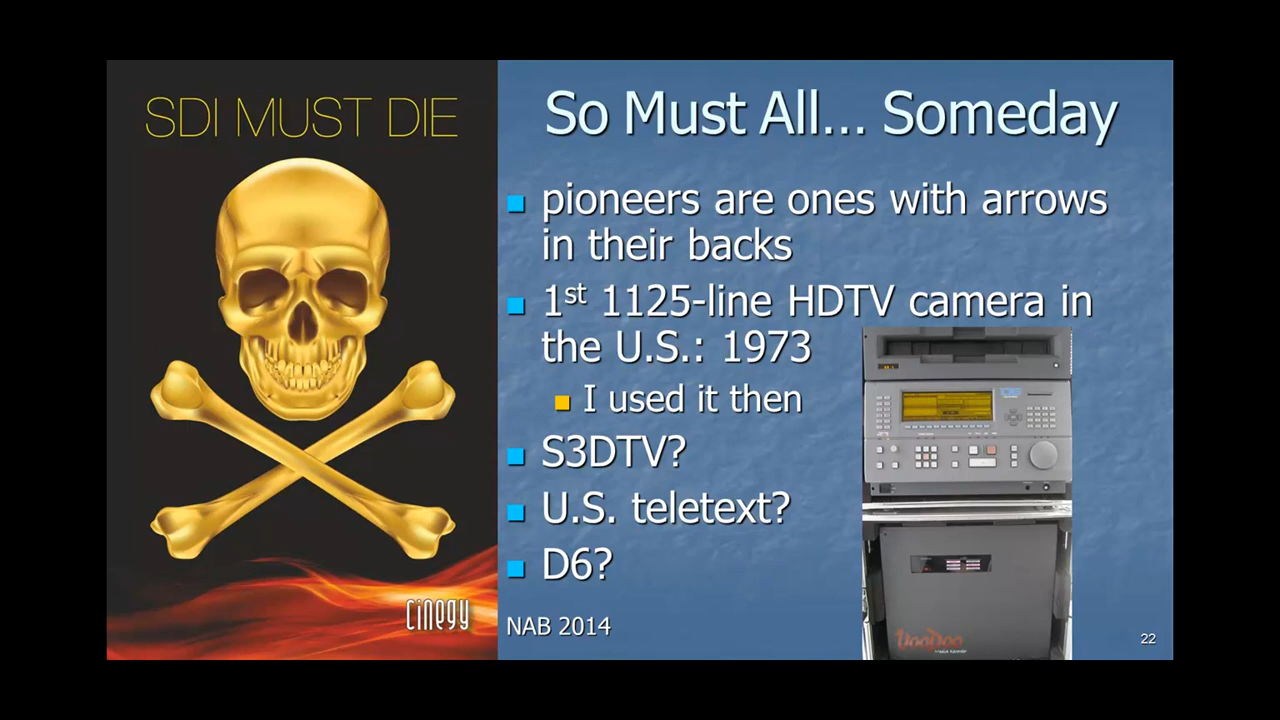 SDI MUST DIE
cinegy
So Must All... Someday
pioneers are ones with arrows
in their backs
1st 1125-line HDTV camera in
the U.S.: 1973
I used it then
S3DTV?
U.S. teletext?
D6?
NAB 2014
VooDoo
22